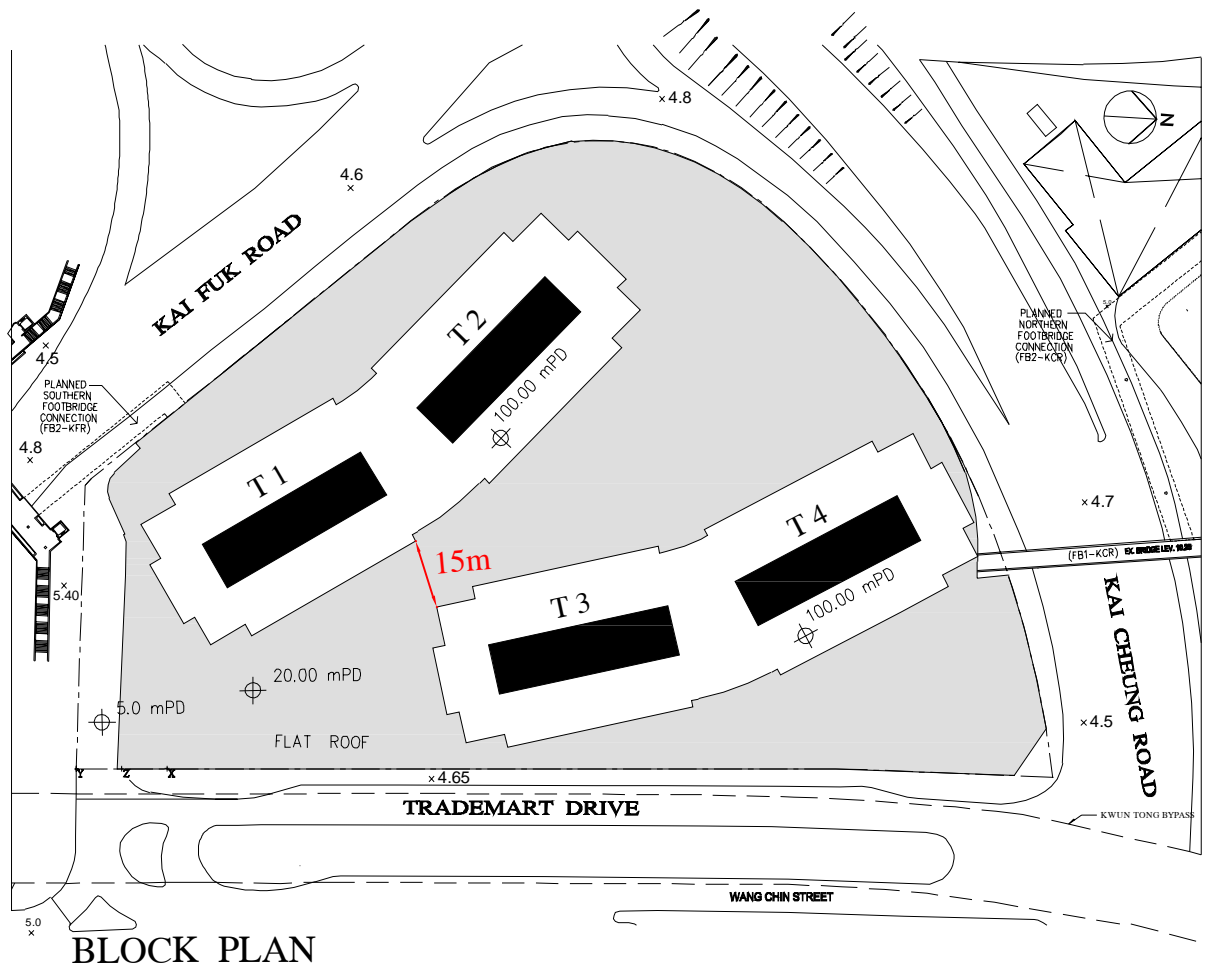 4.8
N
4.6
KAI FUK ROAD
T 2
PLANNED
NORTHERN
FOOTBRIDGE
CONNECTION
(FB2-KCR)
4.5
100.00 mPD
PLANNED
SOUTHERN
FOOTBRIDGE
CONNECTION
(FB2-KFR)
4.8
T 1
4.7
T 4
15m
(FB1-KCR)
5.40
T 3
100.00 mPD
KAI CHEUNG ROAD
20.00 mPD
5.0 mPD
4.5
FLAT ROOF
Y Z X
4.65
TRADEMART DRIVE
KWUN TONG BYPASS
WANG CHIN STREET
5.0
BLOCK PLAN